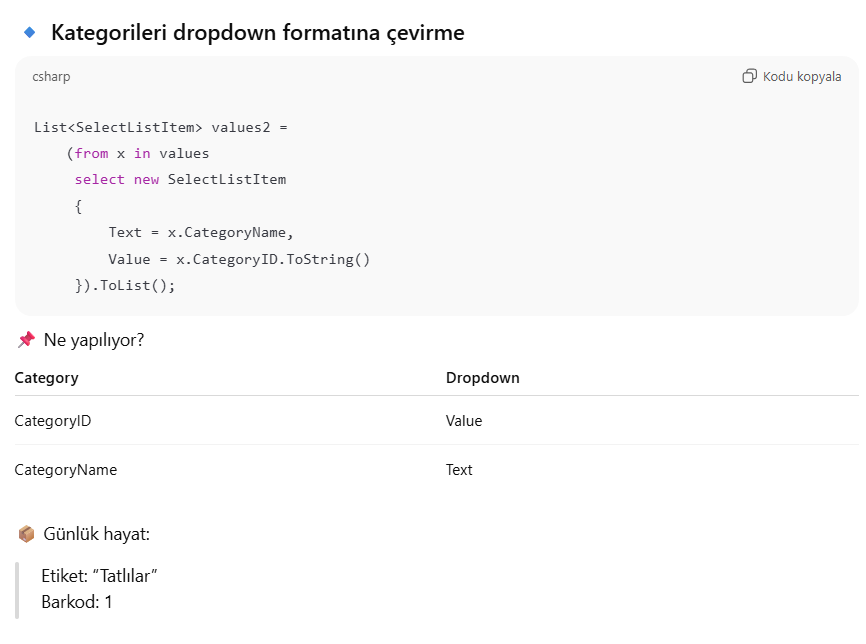 Kategorileri dropdown formatına çevirme
csharp
Kodu kopyala
List<SelectListItem> values2 =
    (from x in values
     select new SelectListItem
     {
         Text = x.CategoryName,
         Value = x.CategoryID.ToString()
     }).ToList();
Ne yapılıyor?
Category Dropdown
CategoryID Value
CategoryName Text
Günlük hayat:
Etiket: “Tatlılar”
Barkod: 1